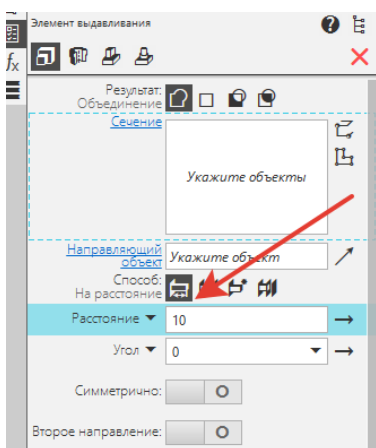 Элемент выдавливания
fx
Результат:
Объединение
Сечение
Укажите объекты
Направляющий
объект
Укажите объект
Способ:
На расстояние
Расстояние
10
Угол
0
Симметрично:
Второе направление: